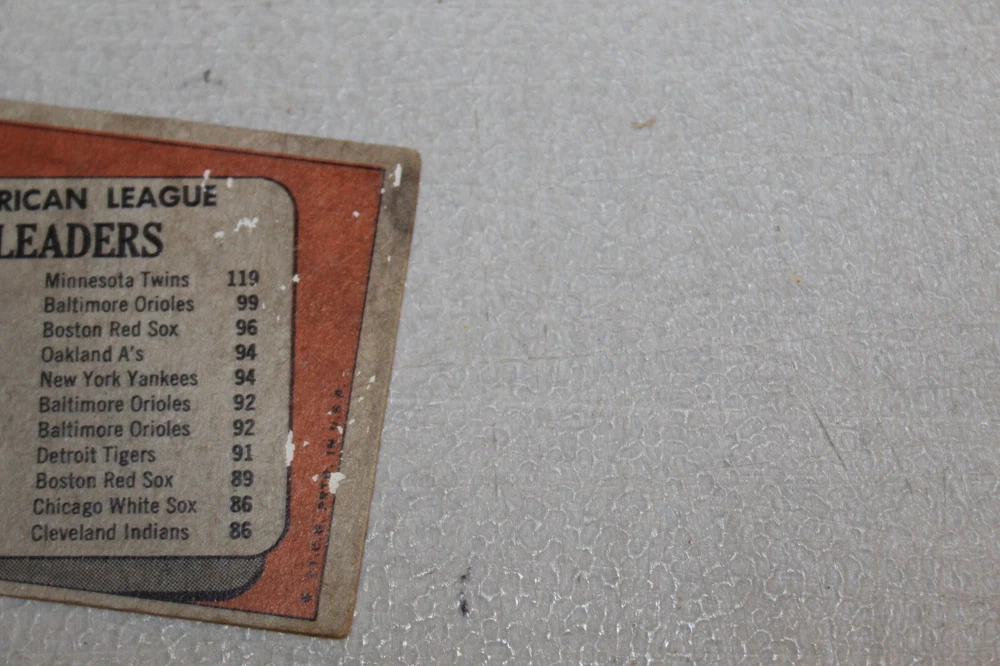 RICAN LEAGUE
LEADERS
Minnesota Twins 119
Baltimore Orioles 99
Boston Red Sox 96
Oakland A's 94
New York Yankees 94
Baltimore Orioles 92
Baltimore Orioles 92
Detroit Tigers 91
Boston Red Sox 89
Chicago White Sox 86
Cleveland Indians 86
T.C.G. PRTD. IN U.S.A.